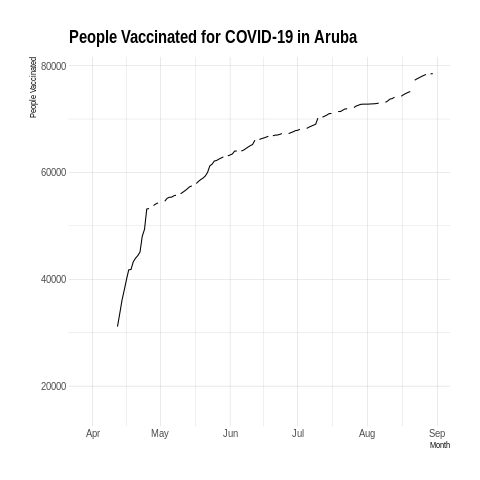 People Vaccinated for COVID-19 in Aruba
People Vaccinated
80000
60000
40000
20000
Apr May Jun Jul Aug Sep
Month